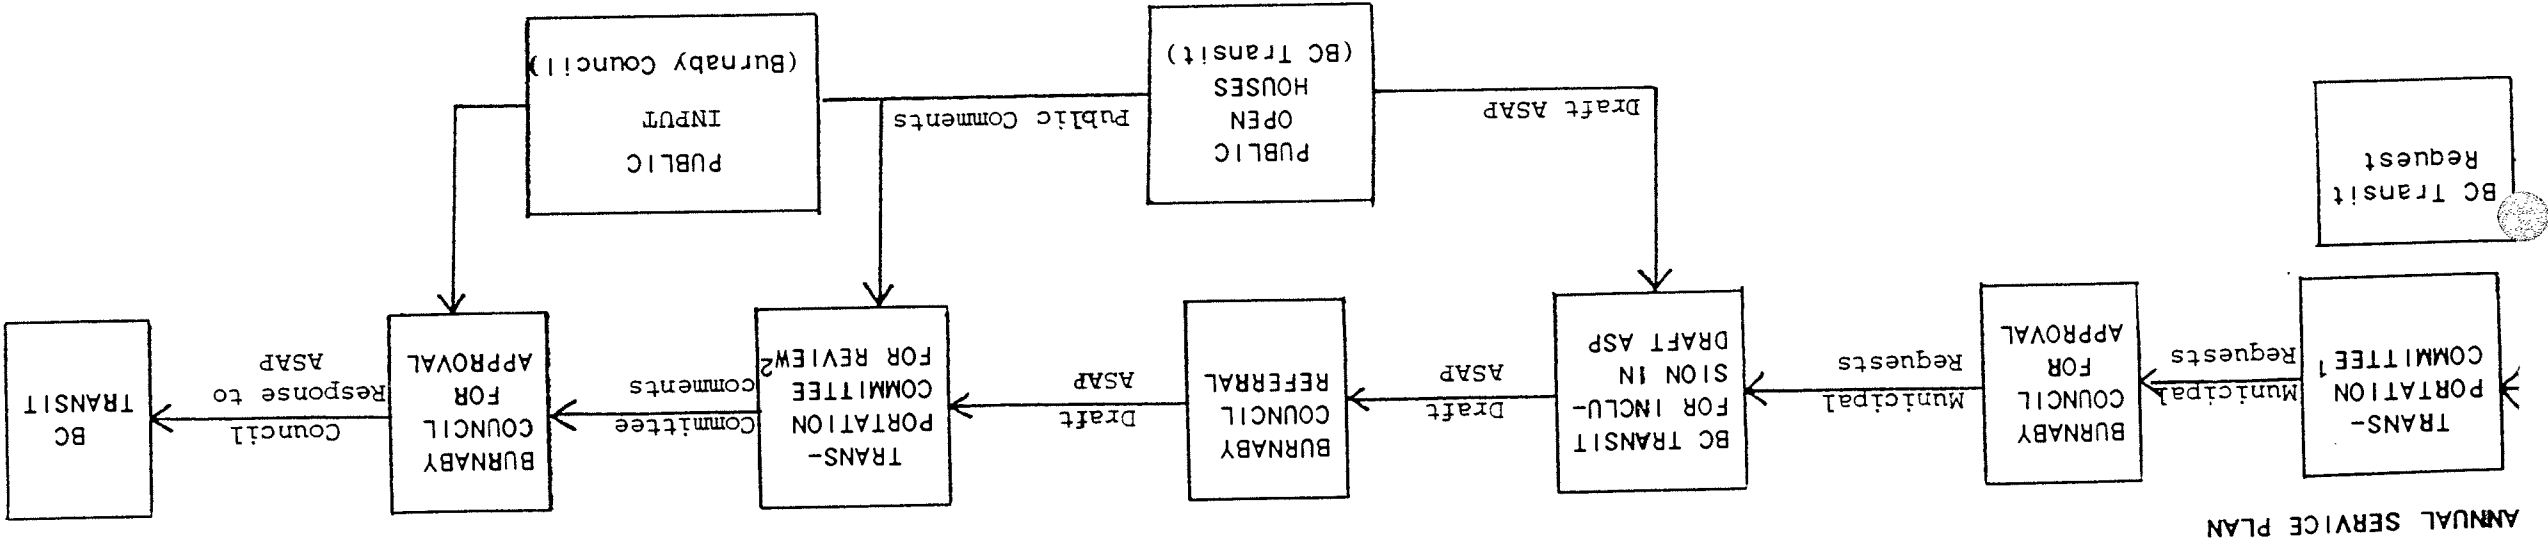 ANNUAL SERVICE PLAN
TRANS-
PORTATION
COMMITTEE 1
Municipal
Requests
BURNABY
COUNCIL
FOR
APPROVAL
Municipal
Requests
BC TRANSIT
FOR INCLU-
SION IN
DRAFT ASP
Draft
ASAP
BURNABY
COUNCIL
REFERRAL
Draft
ASAP
TRANS-
PORTATION
COMMITTEE
FOR REVIEW2
Committee
comments
BURNABY
COUNCIL
FOR
APPROVAL
Council
Response to
ASAP
BC
TRANSIT
BC Transit
Request
Draft ASAP
PUBLIC
OPEN
HOUSES
(BC Transit)
Public Comments
PUBLIC
INPUT
(Burnaby Council)